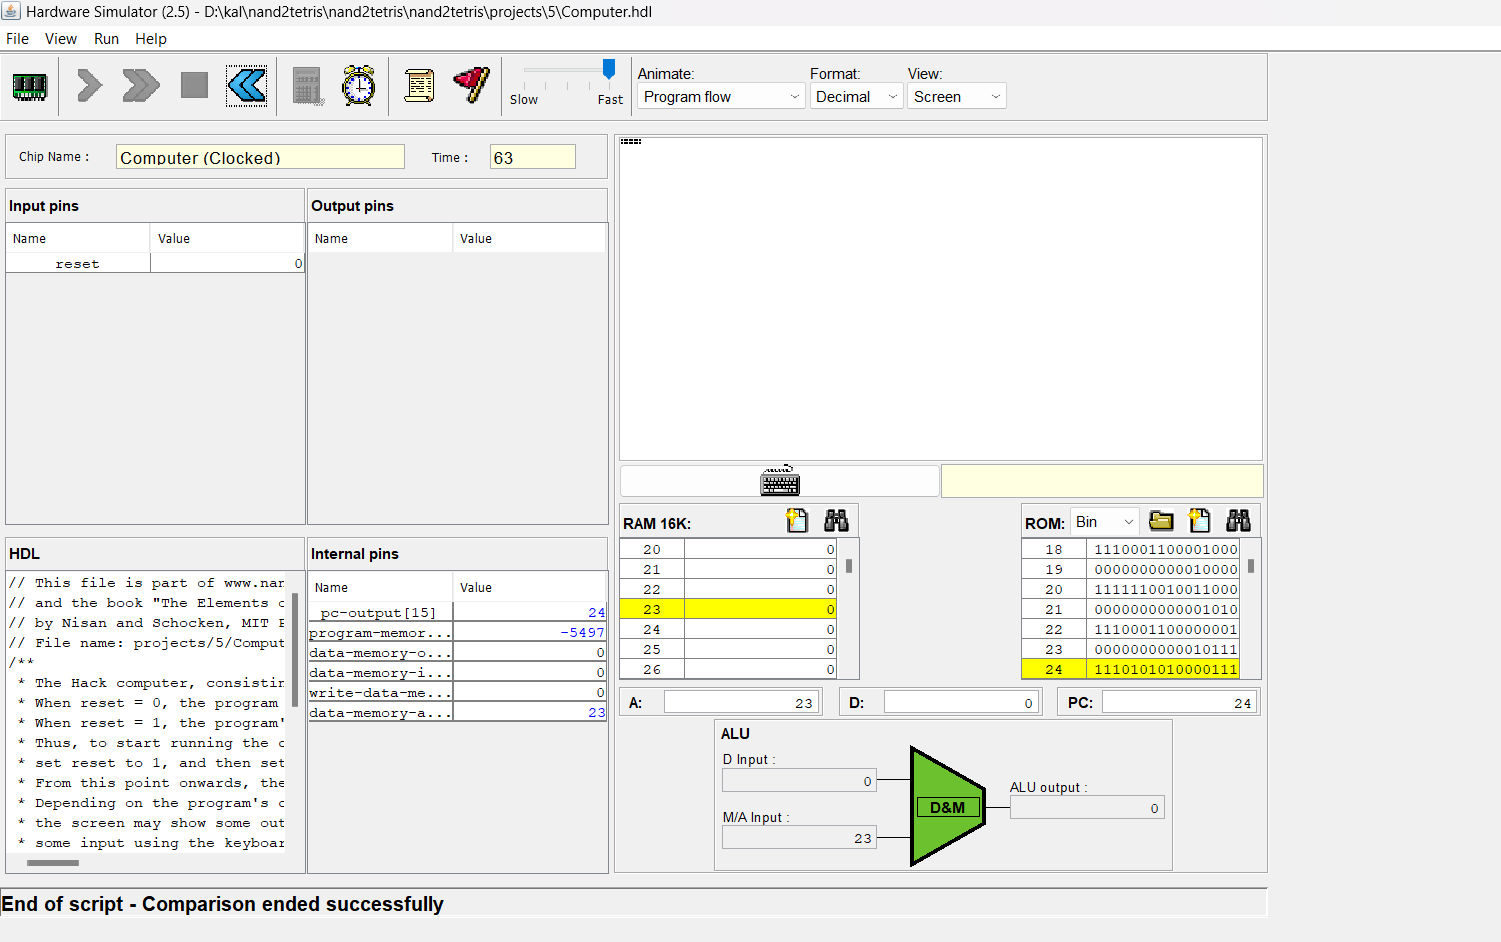 Hardware Simulator (2.5) - D:\kal\nand2tetris\nand2tetris\nand2tetris\projects\5\Computer.hdl
File View Run Help
Slow Fast
Animate: Format: View:
Program flow Decimal Screen
Chip Name : Computer (Clocked) Time : 63
Input pins
Name Value
reset 0
Output pins
Name Value
HDL
// This file is part of www.nan
// and the book "The Elements o
// by Nisan and Schocken, MIT P
// File name: projects/5/Comput
/**
* The Hack computer, consistin
* When reset = 0, the program
* When reset = 1, the program'
* Thus, to start running the c
* set reset to 1, and then set
* From this point onwards, the
* Depending on the program's c
* the screen may show some out
* some input using the keyboar
Internal pins
Name Value
pc-output[15] 24
program-memor... -5497
data-memory-o... 0
data-memory-i... 0
write-data-me... 0
data-memory-a... 23
RAM 16K:
20 0
21 0
22 0
23 0
24 0
25 0
26 0
ROM: Bin
18 1110001100001000
19 0000000000010000
20 1111110010011000
21 0000000000001010
22 1110001100000001
23 0000000000010111
24 1110101010000111
A: 23 D: 0 PC: 24
ALU
D Input :
0
M/A Input :
23
D&M
ALU output :
0
End of script - Comparison ended successfully